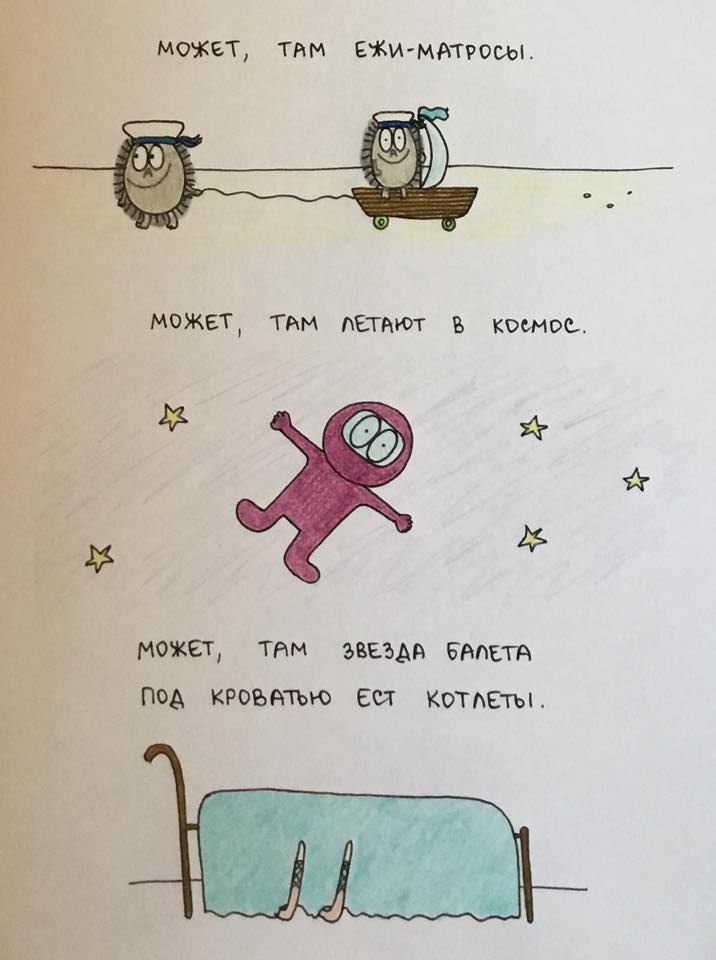 МОЖЕТ, ТАМ ЕЖИ-МАТРОСЫ.
МОЖЕТ, ТАМ ЛЕТАЮТ В КОСМОС.
МОЖЕТ, ТАМ ЗВЕЗДА БАЛЕТА
ПОД КРОВАТЬЮ ЕСТ КОТЛЕТЫ.